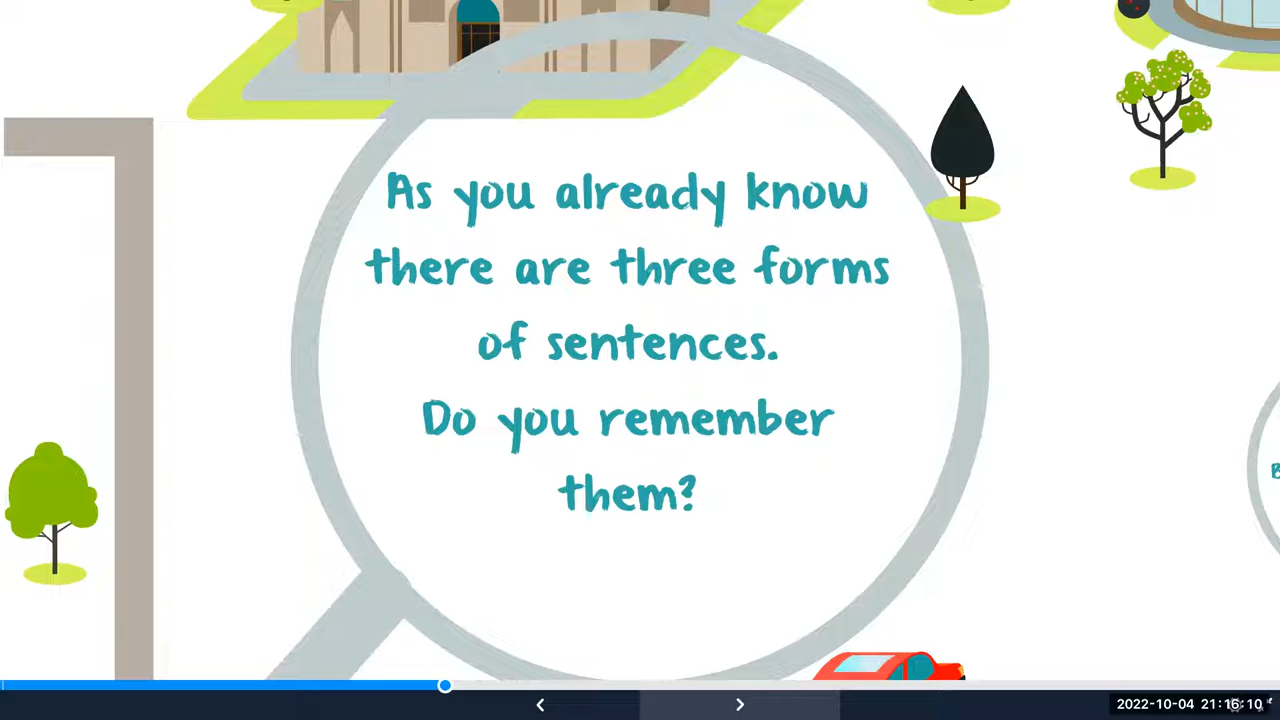 As you already know
there are three forms
of sentences.
Do you remember
them?
2022-10-04 21:16:10